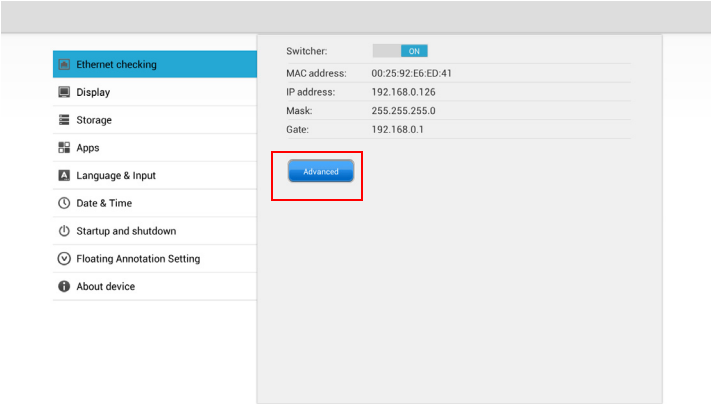 Ethernet checking
Display
Storage
Apps
A Language & Input
Date & Time
Startup and shutdown
Floating Annotation Setting
About device
Switcher: ON
MAC address: 00:25:92:E6:ED:41
IP address: 192.168.0.126
Mask: 255.255.255.0
Gate: 192.168.0.1
Advanced